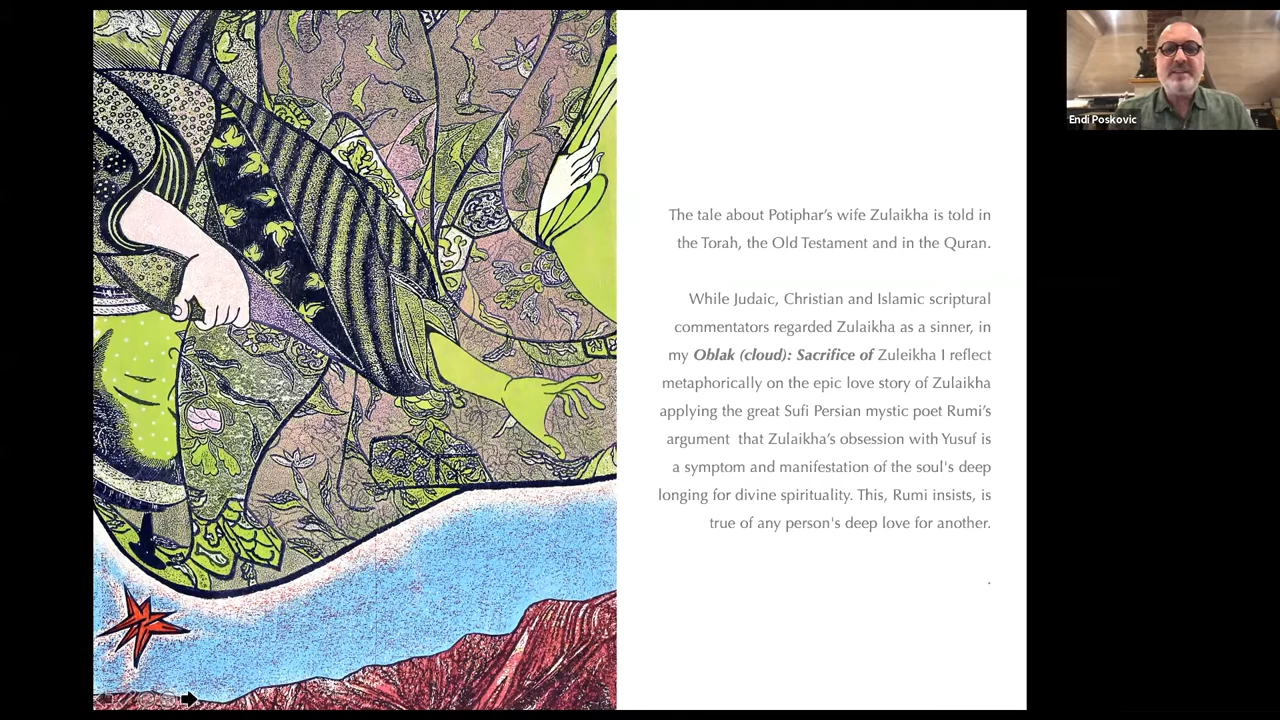 The tale about Potiphar's wife Zulaikha is told in
the Torah, the Old Testament and in the Quran.
While Judaic, Christian and Islamic scriptural
commentators regarded Zulaikha as a sinner, in
my Oblak (cloud): Sacrifice of Zuleikha I reflect
metaphorically on the epic love story of Zulaikha
applying the great Sufi Persian mystic poet Rumi's
argument  that Zulaikha's obsession with Yusuf is
a symptom and manifestation of the soul's deep
longing for divine spirituality. This, Rumi insists, is
true of any person's deep love for another.
.
Endi Poskovic